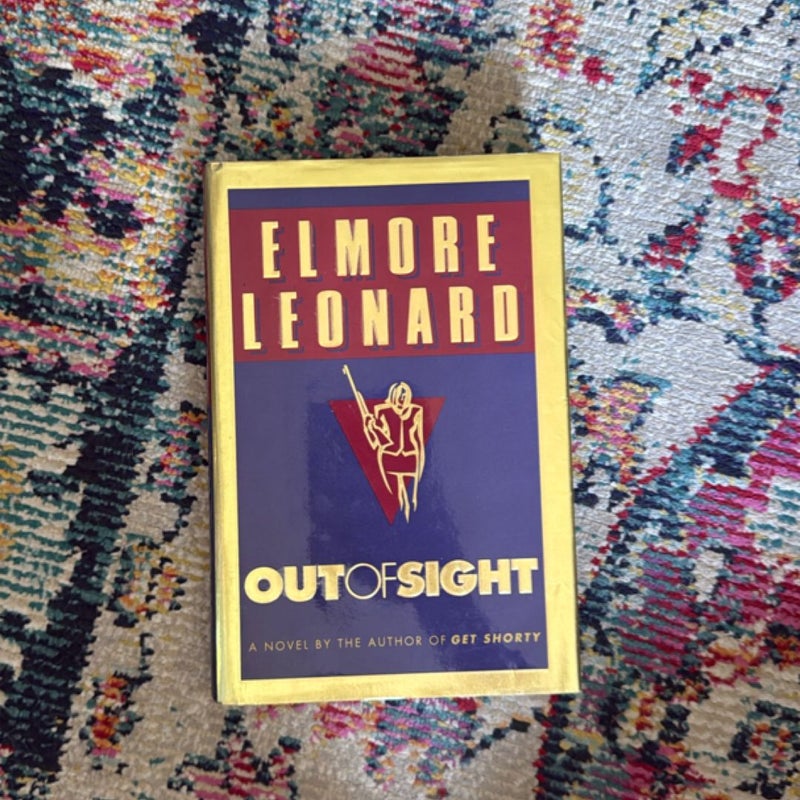 ELMORE
LEONARD
OUTOFSIGHT
A NOVEL BY THE AUTHOR OF GET SHORTY